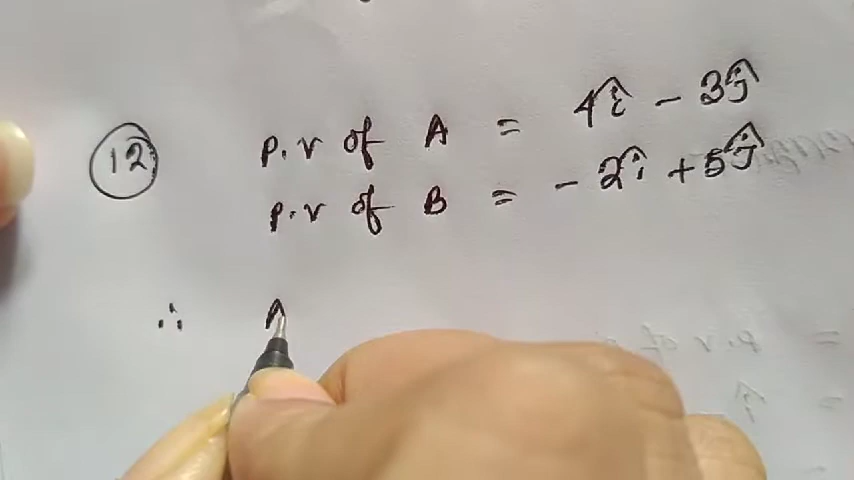 12. p.v of A = 4î - 3ĵ
p.v of B = - 2î + 5ĵ
∴ A